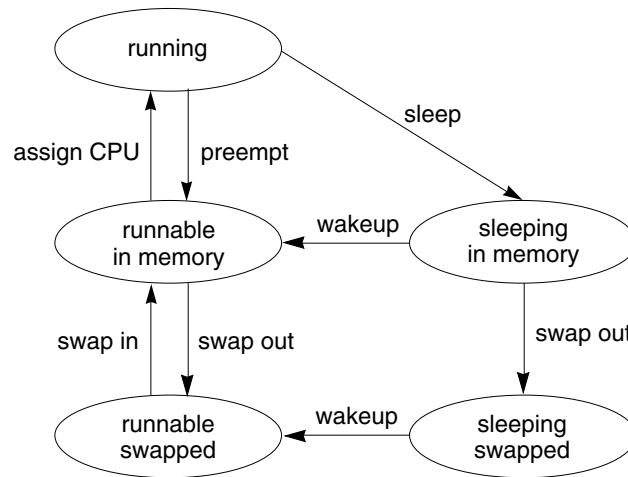 running
sleep
assign CPU
preempt
runnable
in memory
wakeup
sleeping
in memory
swap in
swap out
swap out
runnable
swapped
wakeup
sleeping
swapped